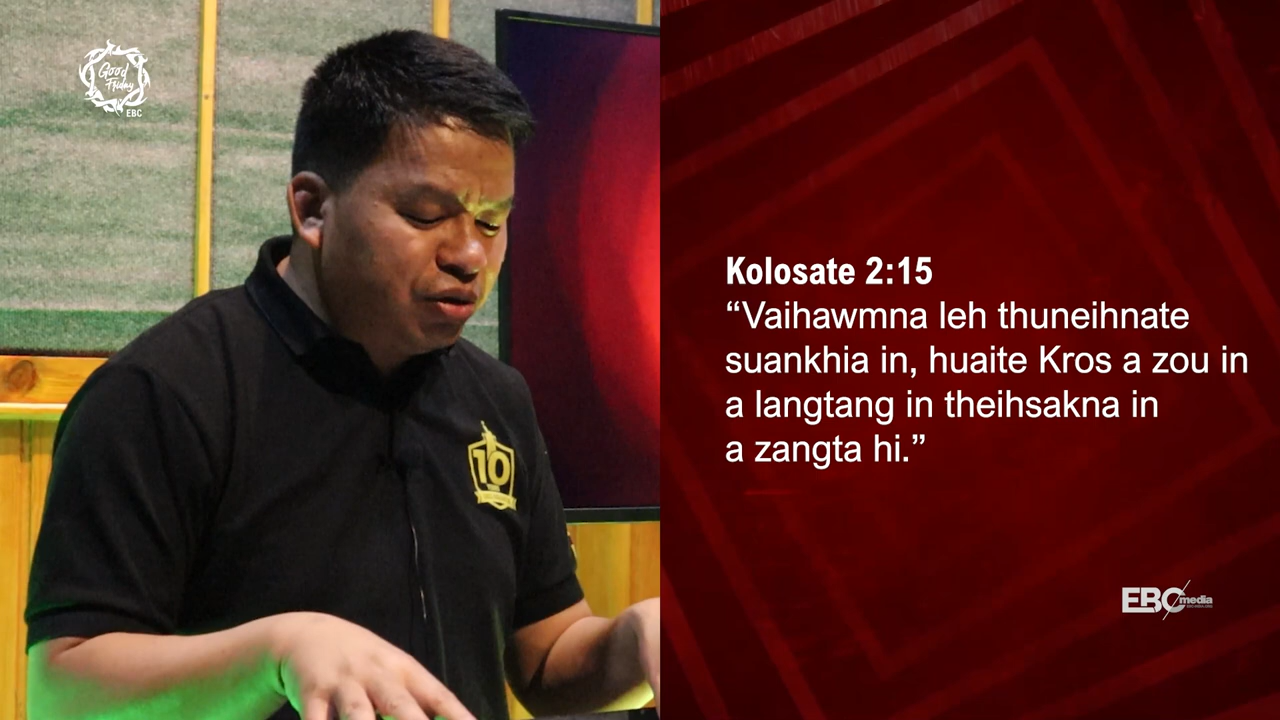 Good
Friday
EBC
10
Kolosate 2:15
“Vaihawmna leh thuneihnate
suankhia in, huaite Kros a zou in
a langtang in theihsakna in
a zangta hi.”
EBC media